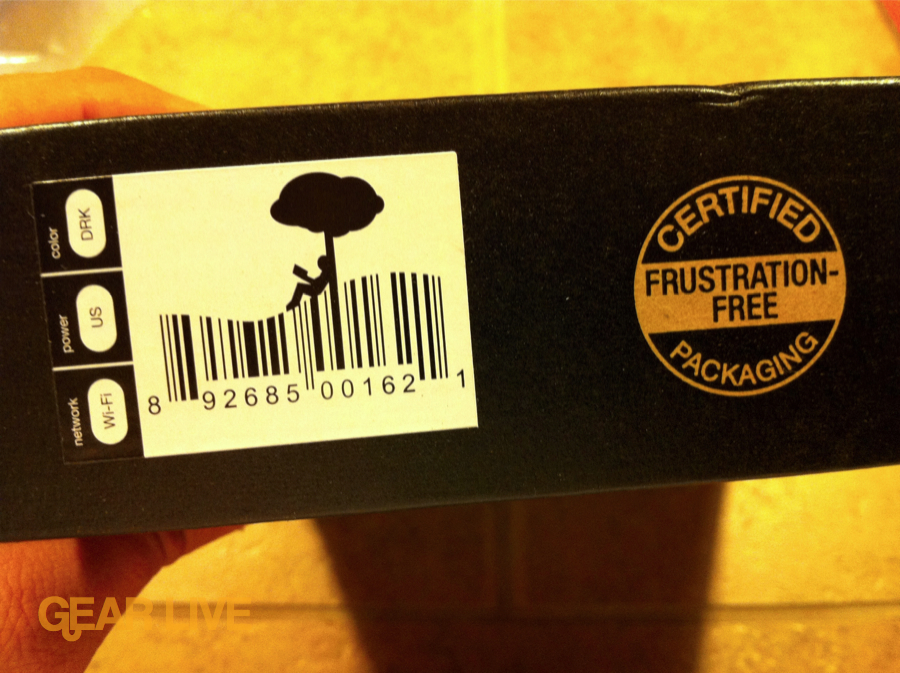 color
DRK
power
US
network
Wi-Fi
8 92685 00162 1
CERTIFIED
FRUSTRATION-
FREE
PACKAGING
GEAR LIVE